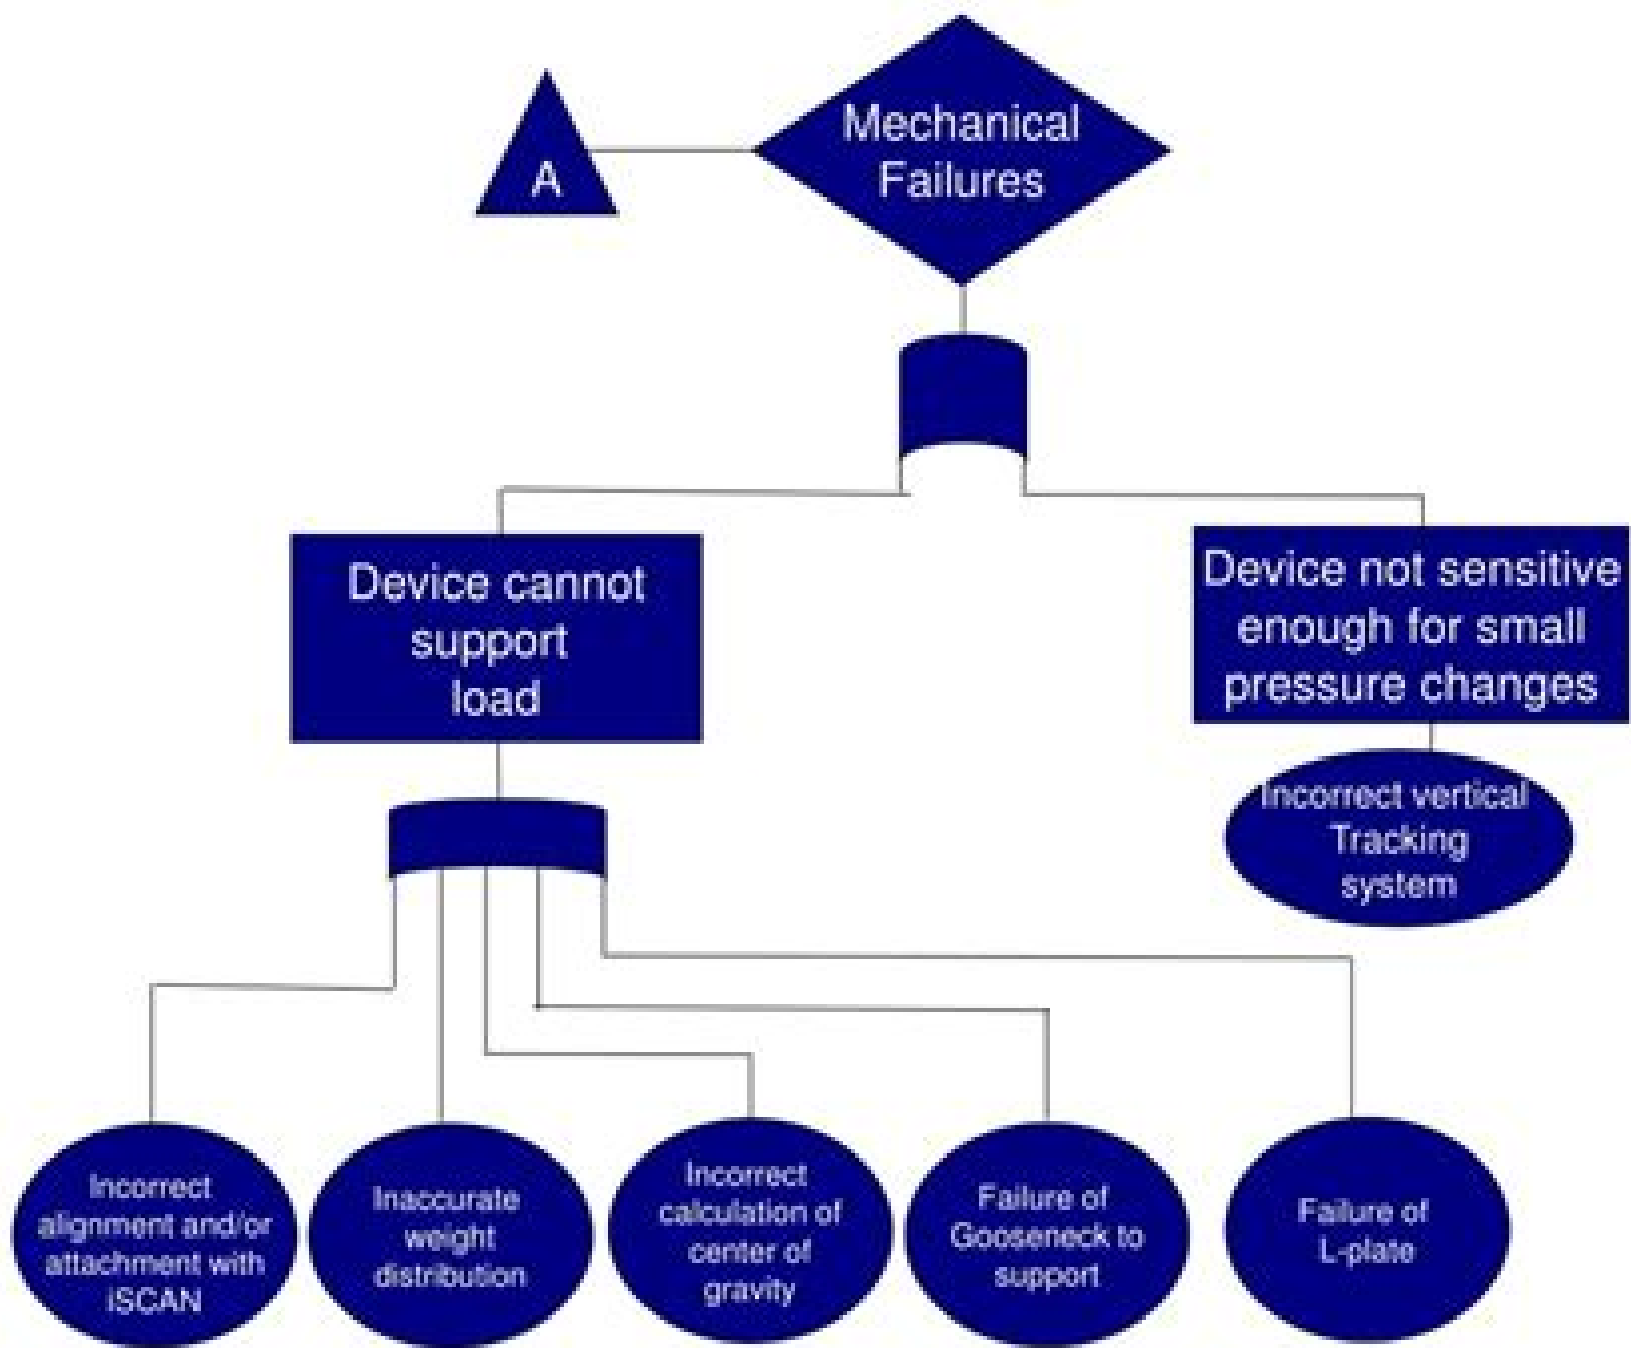 A
Mechanical
Failures
Device cannot
support
load
Device not sensitive
enough for small
pressure changes
Incorrect vertical
Tracking
system
Incorrect
alignment and/or
attachment with
iSCAN
Inaccurate
weight
distribution
Incorrect
calculation of
center of
gravity
Failure of
Gooseneck to
support
Failure of
L-plate